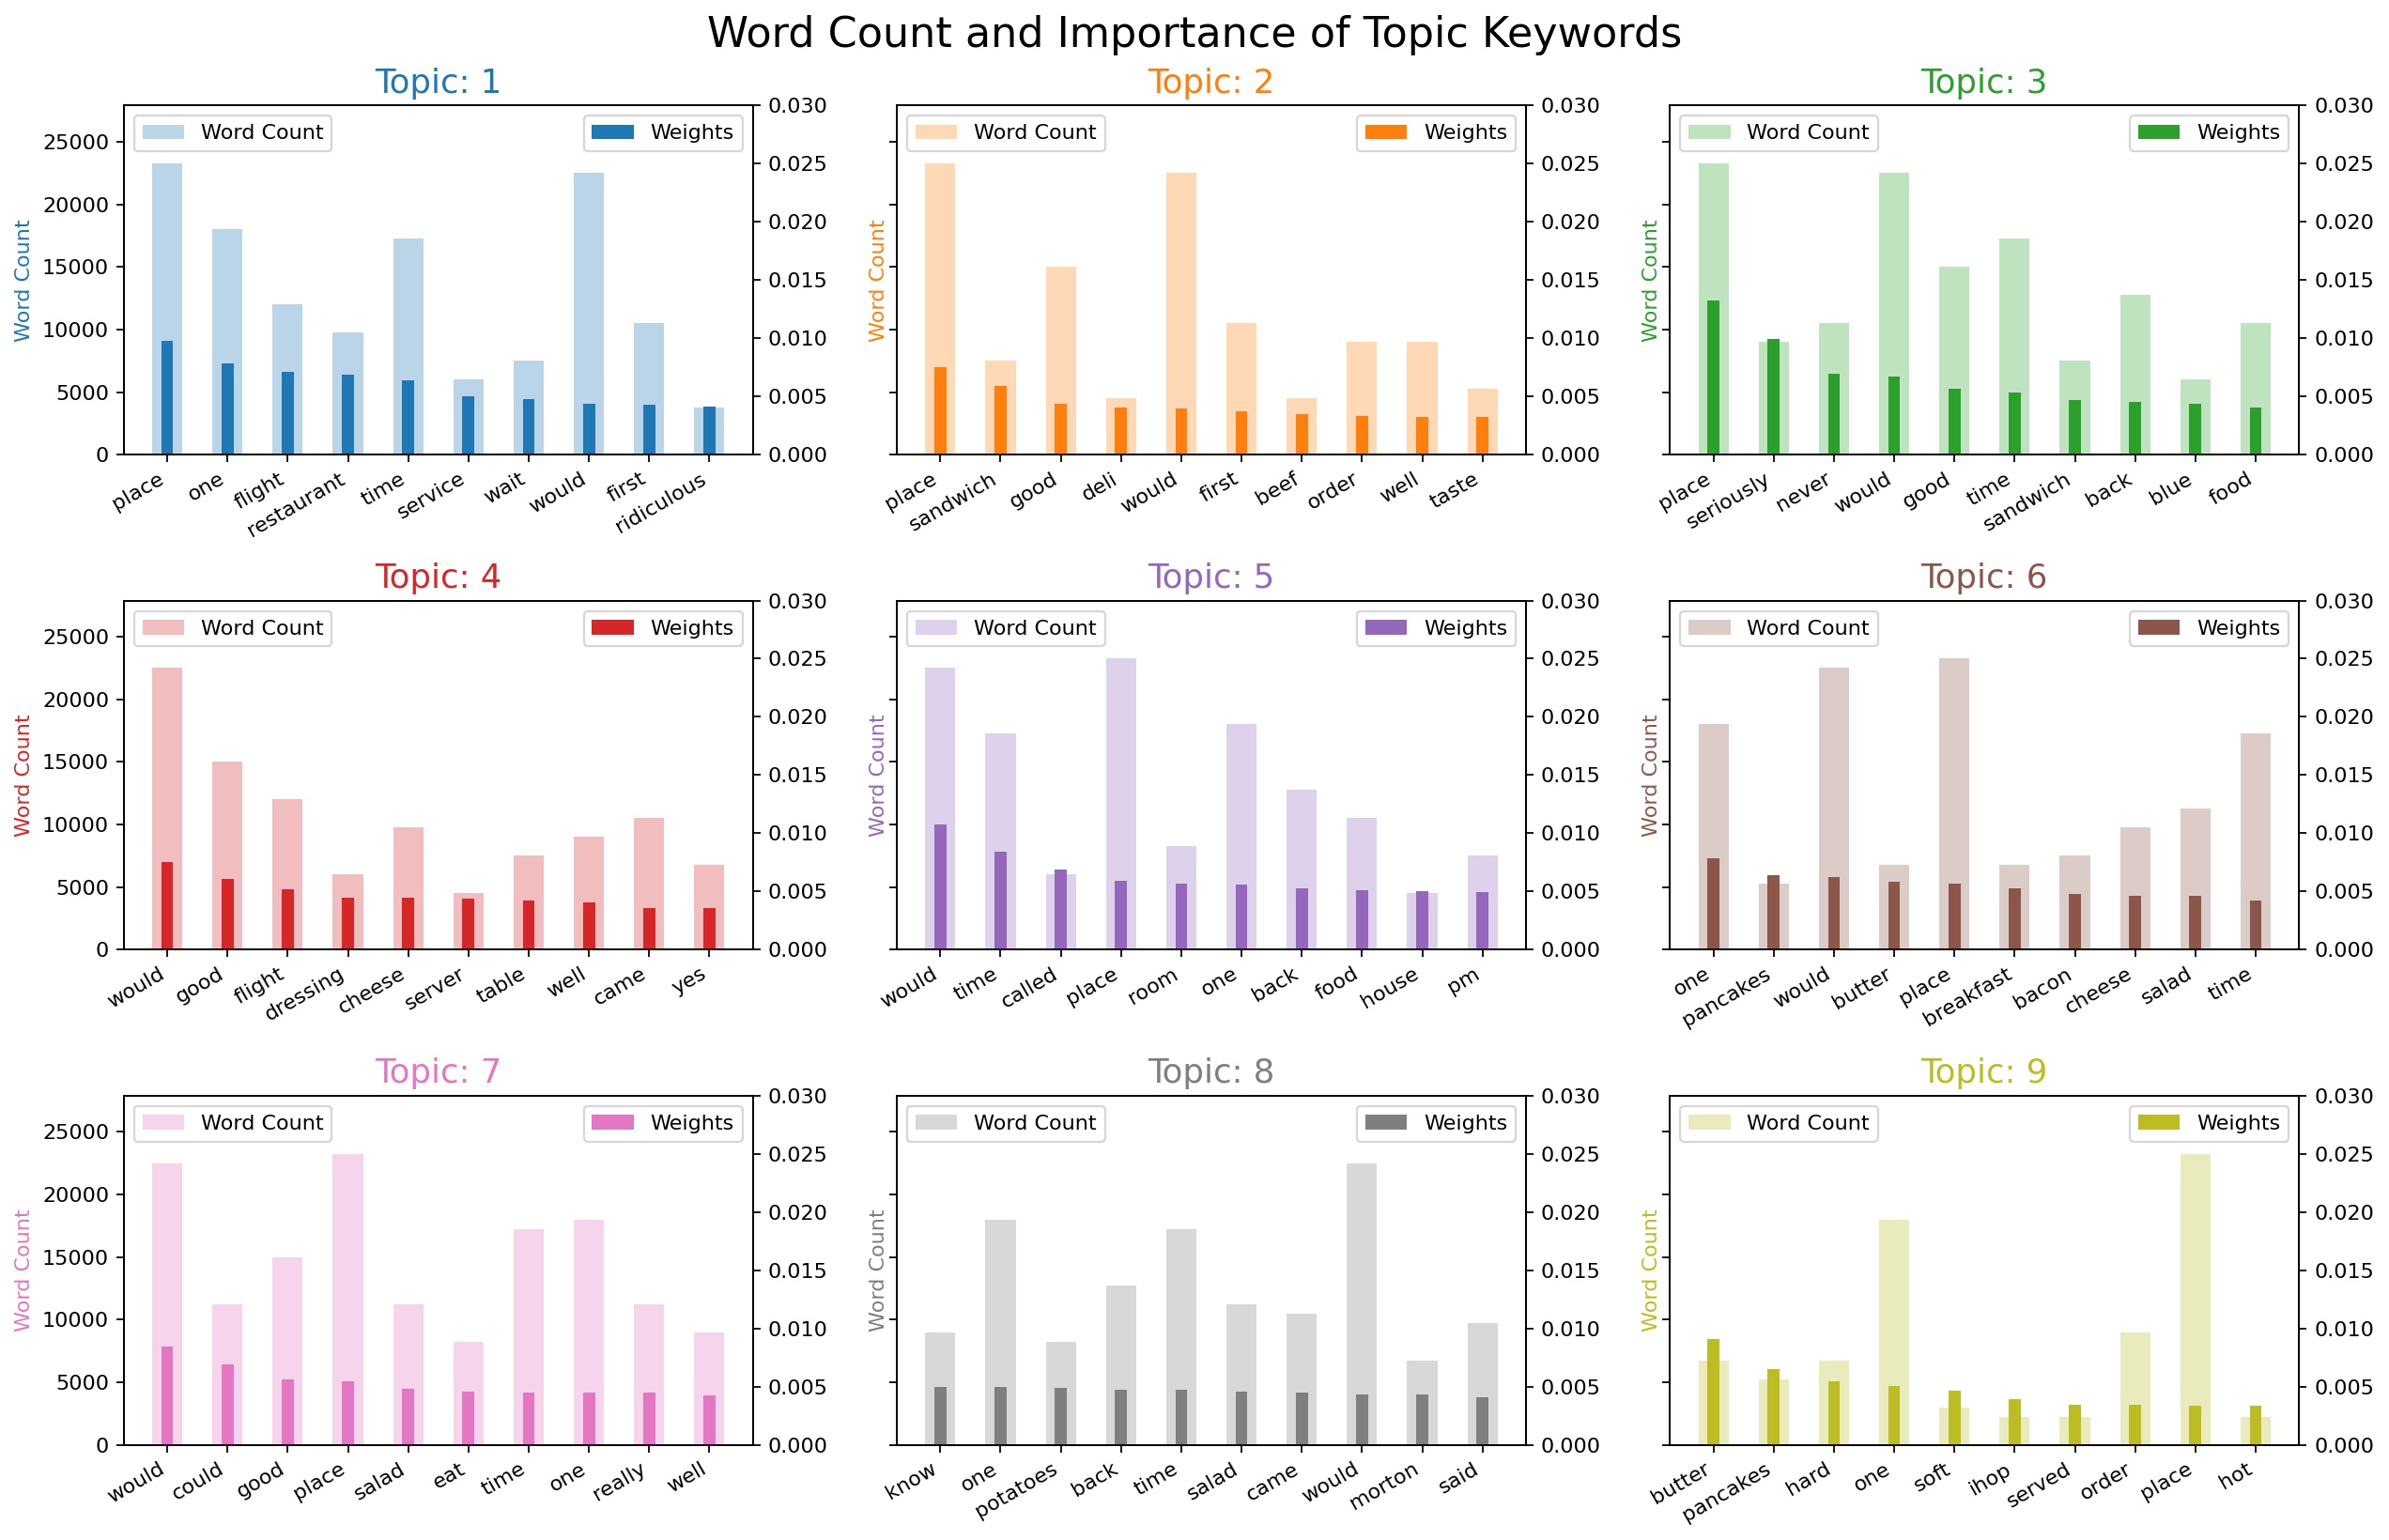 Word Count and Importance of Topic Keywords
Topic: 1
Word Count
Weights
Word Count
25000
20000
15000
10000
5000
0
0.030
0.025
0.020
0.015
0.010
0.005
0.000
place one flight restaurant time service wait would first ridiculous
Topic: 2
Word Count
Weights
Word Count
0.030
0.025
0.020
0.015
0.010
0.005
0.000
place sandwich good deli would first beef order well taste
Topic: 3
Word Count
Weights
Word Count
0.030
0.025
0.020
0.015
0.010
0.005
0.000
place seriously never would good time sandwich back blue food
Topic: 4
Word Count
Weights
Word Count
25000
20000
15000
10000
5000
0
0.030
0.025
0.020
0.015
0.010
0.005
0.000
would good flight dressing cheese server table well came yes
Topic: 5
Word Count
Weights
Word Count
0.030
0.025
0.020
0.015
0.010
0.005
0.000
would time called place room one back food house pm
Topic: 6
Word Count
Weights
Word Count
0.030
0.025
0.020
0.015
0.010
0.005
0.000
one pancakes would butter place breakfast bacon cheese salad time
Topic: 7
Word Count
Weights
Word Count
25000
20000
15000
10000
5000
0
0.030
0.025
0.020
0.015
0.010
0.005
0.000
would could good place salad eat time one really well
Topic: 8
Word Count
Weights
Word Count
0.030
0.025
0.020
0.015
0.010
0.005
0.000
know one potatoes back time salad came would morton said
Topic: 9
Word Count
Weights
Word Count
0.030
0.025
0.020
0.015
0.010
0.005
0.000
butter pancakes hard one soft ihop served order place hot